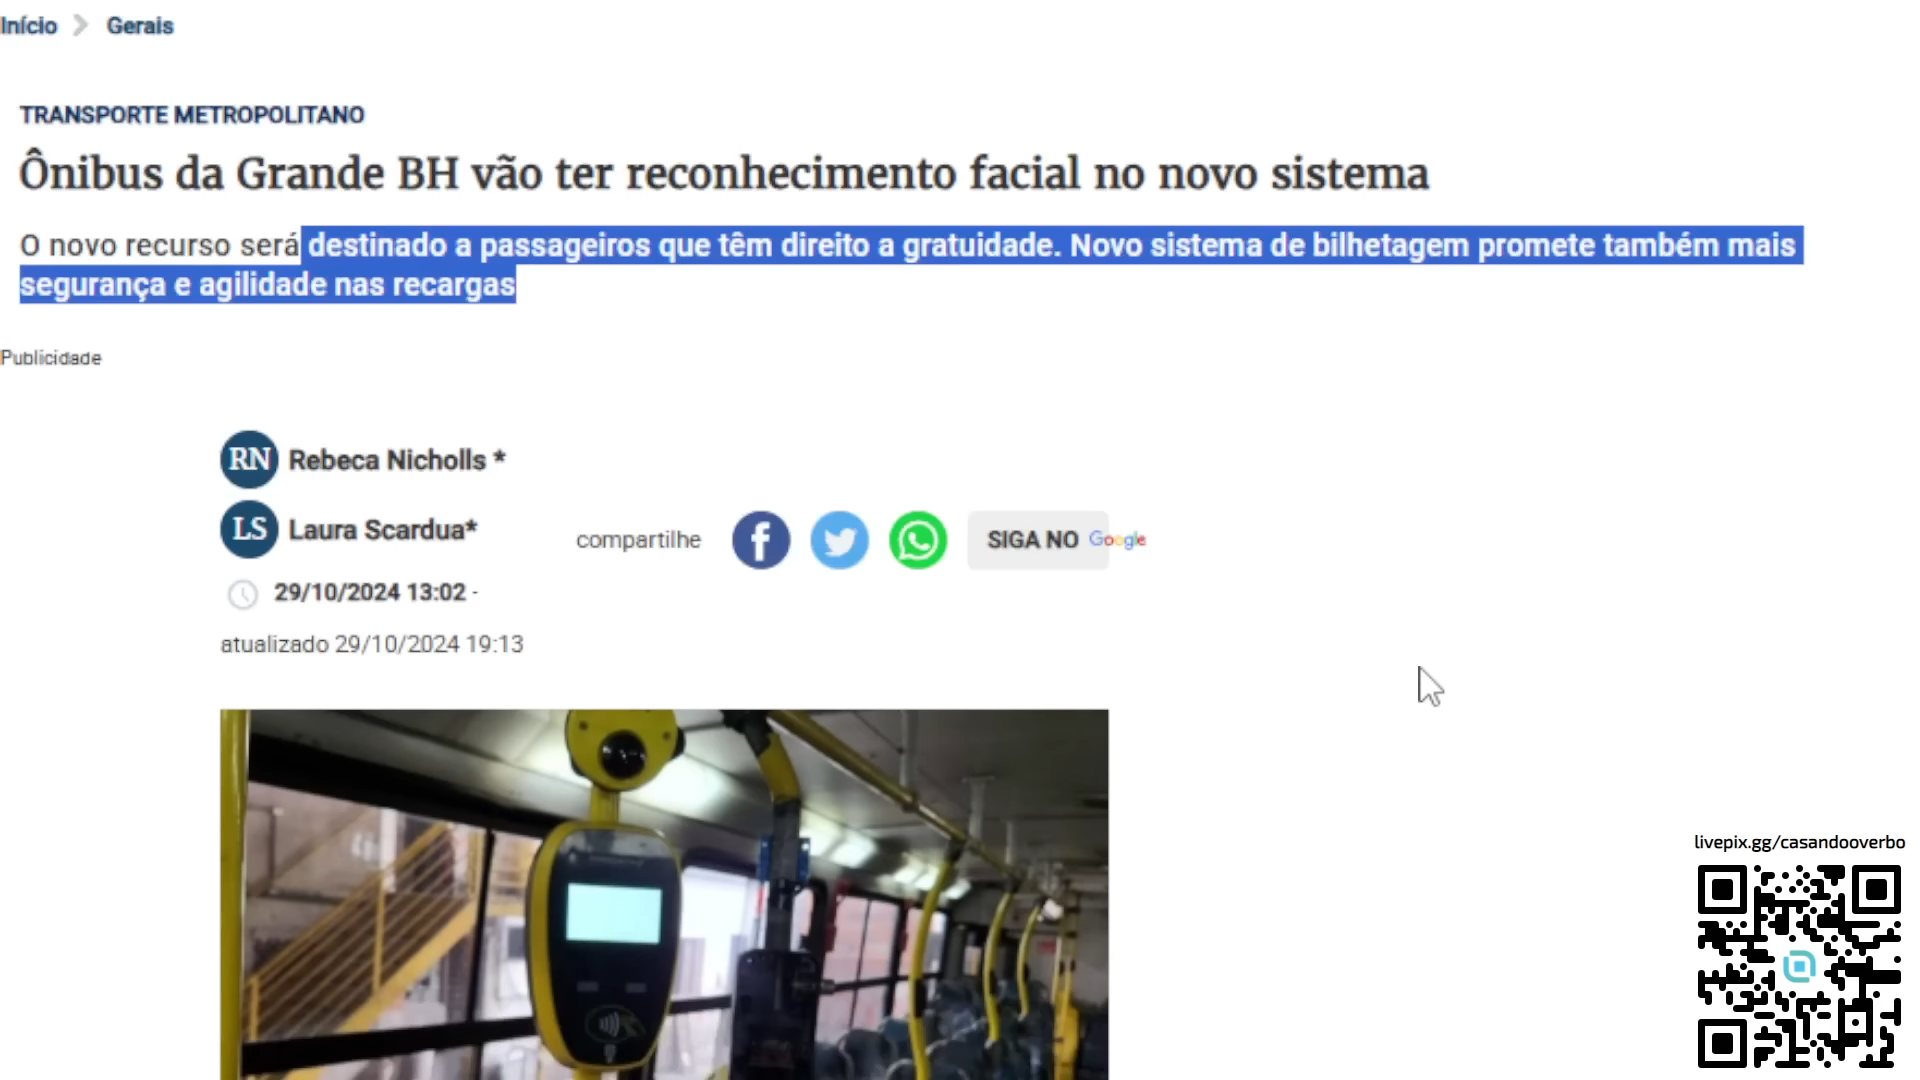 Início > Gerais
TRANSPORTE METROPOLITANO
Ônibus da Grande BH vão ter reconhecimento facial no novo sistema
O novo recurso será destinado a passageiros que têm direito a gratuidade. Novo sistema de bilhetagem promete também mais
segurança e agilidade nas recargas
Publicidade
RN Rebeca Nicholls *
LS Laura Scardua*
compartilhe
SIGA NO Google
29/10/2024 13:02 -
atualizado 29/10/2024 19:13
livepix.gg/casandooverbo